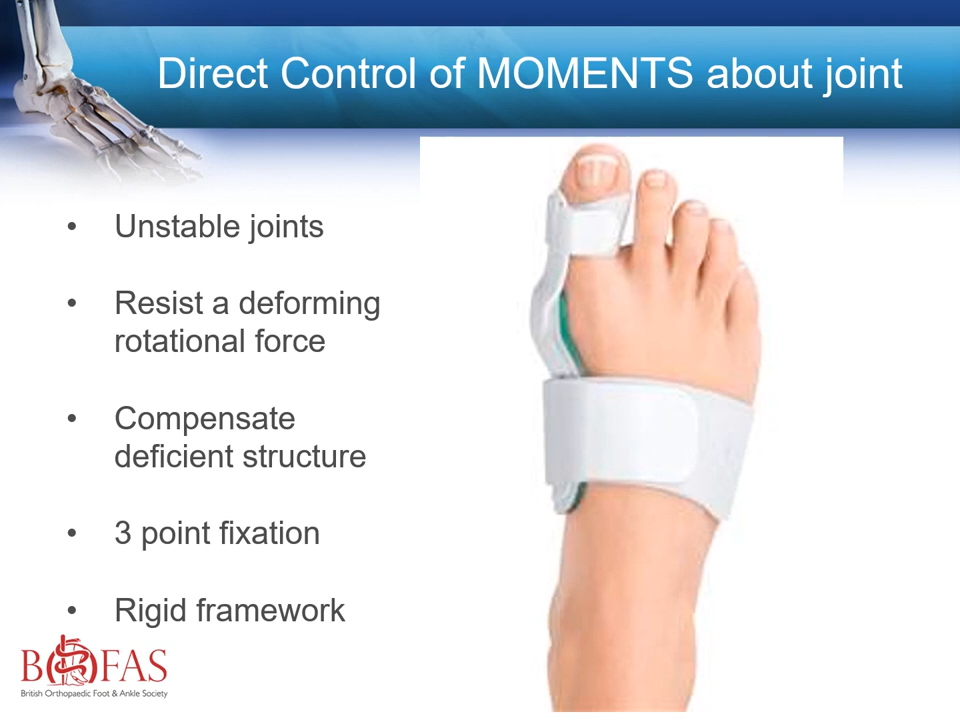 Direct Control of MOMENTS about joint
• Unstable joints
• Resist a deforming
rotational force
• Compensate
deficient structure
• 3 point fixation
• Rigid framework
BOFAS
British Orthopaedic Foot & Ankle Society